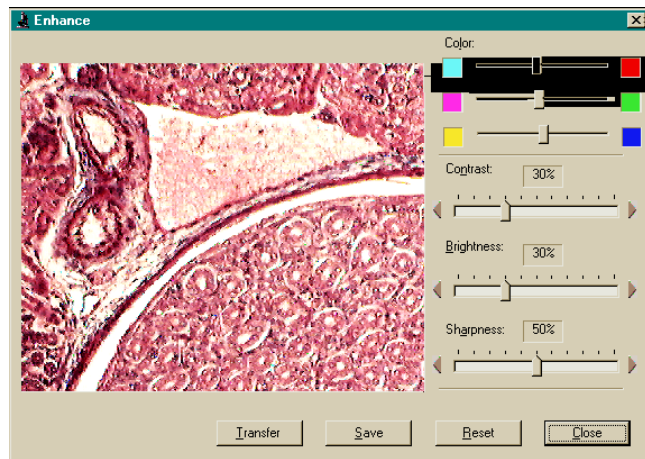 Enhance
Color:
Contrast:
30%
Brightness:
30%
Sharpness:
50%
Transfer
Save
Reset
Close